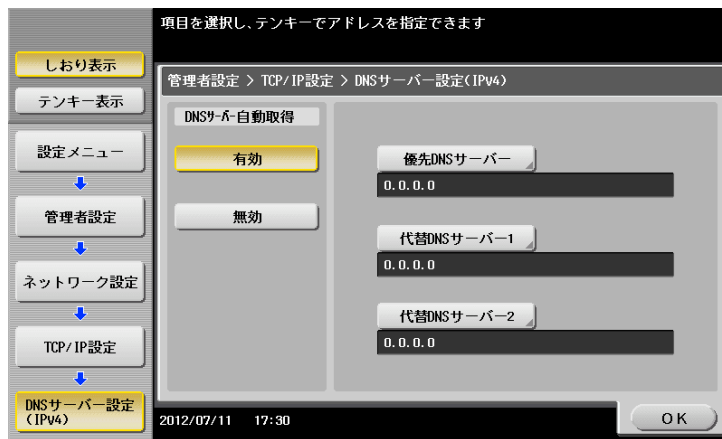 項目を選択し、テンキーでアドレスを指定できます
しおり表示
テンキー表示
設定メニュー
管理者設定
ネットワーク設定
TCP/IP設定
DNSサーバー設定
(IPv4)
管理者設定 > TCP/IP設定 > DNSサーバー設定(IPv4)
DNSｻｰﾊﾞｰ自動取得
有効
無効
優先DNSサーバー
0.0.0.0
代替DNSサーバー1
0.0.0.0
代替DNSサーバー2
0.0.0.0
2012/07/11 17:30
OK